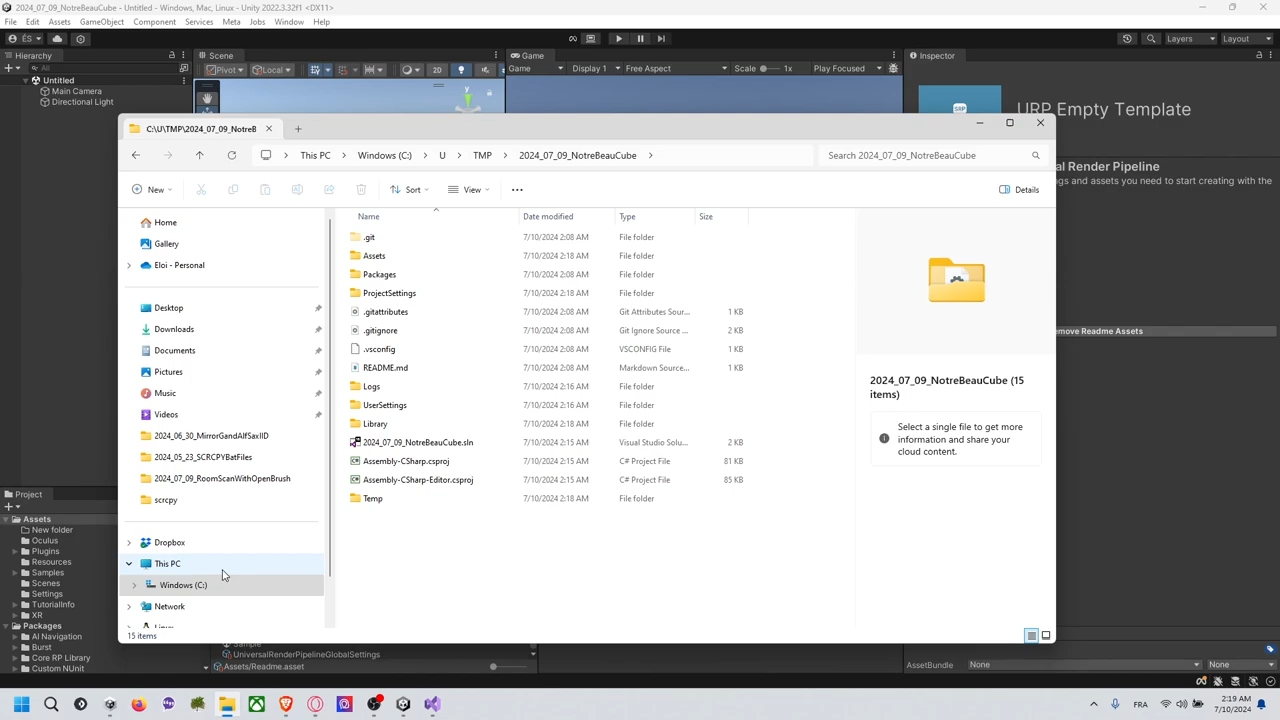 2024_07_09_NotreBeauCube - Untitled - Windows, Mac, Linux - Unity 2022.3.32f1 <DX11>
File Edit Assets GameObject Component Services Meta Jobs Window Help
ÉS Layers Layout
Hierarchy Scene Game Inspector
All Pivot Local 2D Game Display 1 Free Aspect Scale 1x Play Focused
Untitled
Main Camera
Directional Light
y
SRP
URP Empty Template
C:\U\TMP\2024_07_09_NotreB
This PC Windows (C:) U TMP 2024_07_09_NotreBeauCube Search 2024_07_09_NotreBeauCube
al Render Pipeline
ngs and assets you need to start creating with the
New Sort View Details
Name Date modified Type Size
Home
Gallery
Eloi - Personal
Desktop
Downloads
Documents
Pictures
Music
Videos
2024_06_30_MirrorGandAlfSaxIID
2024_05_23_SCRCPYBatFiles
2024_07_09_RoomScanWithOpenBrush
scrcpy
Dropbox
This PC
Windows (C:)
Network
Linux
.git 7/10/2024 2:08 AM File folder
Assets 7/10/2024 2:18 AM File folder
Packages 7/10/2024 2:08 AM File folder
ProjectSettings 7/10/2024 2:18 AM File folder
.gitattributes 7/10/2024 2:08 AM Git Attributes Sour... 1 KB
.gitignore 7/10/2024 2:08 AM Git Ignore Source ... 2 KB
.vsconfig 7/10/2024 2:08 AM VSCONFIG File 1 KB
README.md 7/10/2024 2:08 AM Markdown Source... 1 KB
Logs 7/10/2024 2:16 AM File folder
UserSettings 7/10/2024 2:16 AM File folder
Library 7/10/2024 2:18 AM File folder
2024_07_09_NotreBeauCube.sln 7/10/2024 2:15 AM Visual Studio Solu... 2 KB
Assembly-CSharp.csproj 7/10/2024 2:15 AM C# Project File 81 KB
Assembly-CSharp-Editor.csproj 7/10/2024 2:15 AM C# Project File 85 KB
Temp 7/10/2024 2:18 AM File folder
emove Readme Assets
2024_07_09_NotreBeauCube (15
items)
Select a single file to get more
information and share your
cloud content.
15 items
Project
Assets
New folder
Oculus
Plugins
Resources
Samples
Scenes
Settings
TutorialInfo
XR
Packages
AI Navigation
Burst
Core RP Library
Custom NUnit
Sample
UniversalRenderPipelineGlobalSettings
Assets/Readme.asset
AssetBundle None None
FRA 2:19 AM
7/10/2024